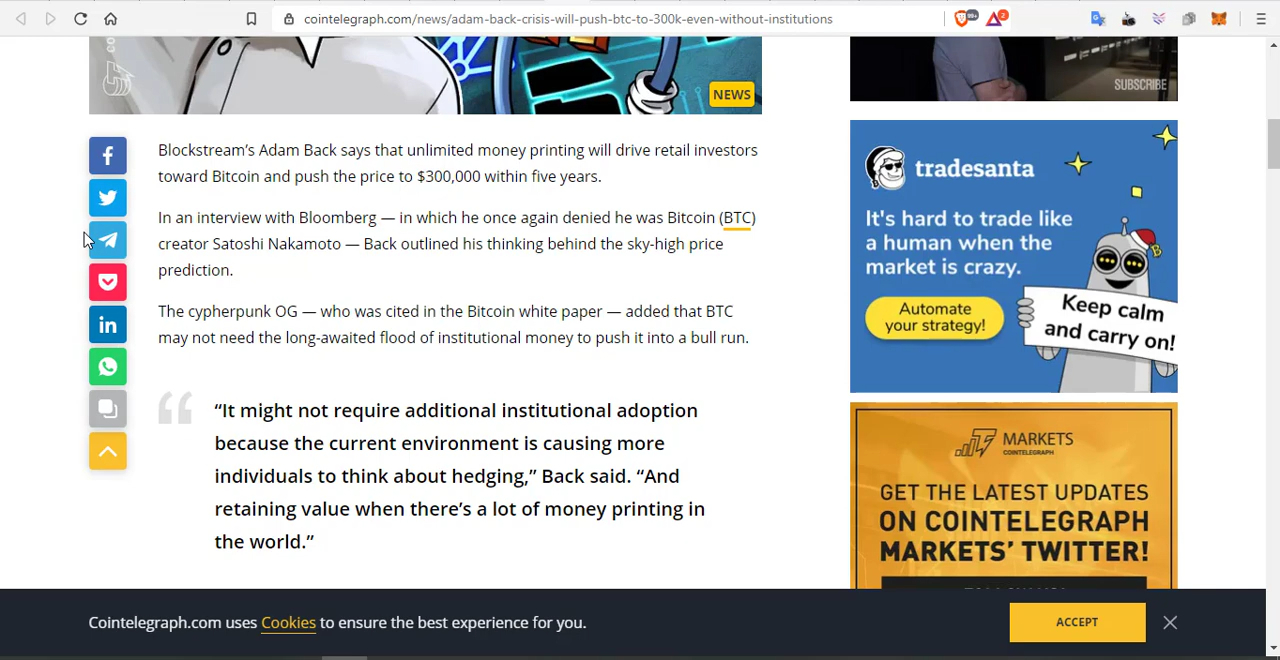 cointelegraph.com/news/adam-back-crisis-will-push-btc-to-300k-even-without-institutions
99+
2
NEWS
SUBSCRIBE
Blockstream's Adam Back says that unlimited money printing will drive retail investors
toward Bitcoin and push the price to $300,000 within five years.
In an interview with Bloomberg — in which he once again denied he was Bitcoin (BTC)
creator Satoshi Nakamoto — Back outlined his thinking behind the sky-high price
prediction.
The cypherpunk OG — who was cited in the Bitcoin white paper — added that BTC
may not need the long-awaited flood of institutional money to push it into a bull run.
“It might not require additional institutional adoption
because the current environment is causing more
individuals to think about hedging,” Back said. “And
retaining value when there’s a lot of money printing in
the world.”
tradesanta
It's hard to trade like
a human when the
market is crazy.
Automate
your strategy!
Keep calm
and carry on!
MARKETS
COINTELEGRAPH
GET THE LATEST UPDATES
ON COINTELEGRAPH
MARKETS’ TWITTER!
Cointelegraph.com uses Cookies to ensure the best experience for you.
ACCEPT